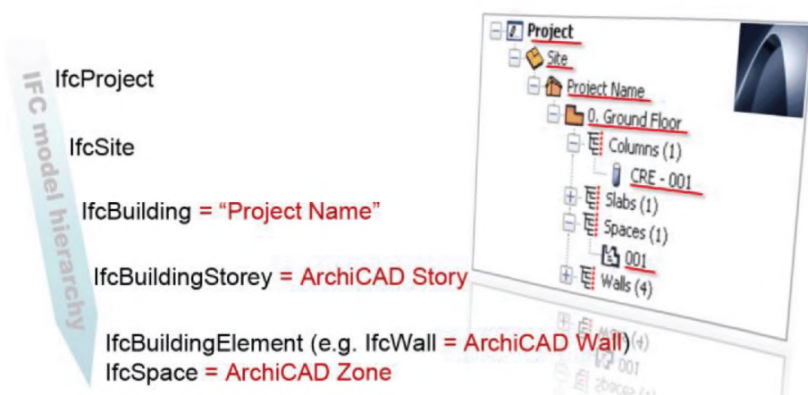 IFC model hierarchy
IfcProject
IfcSite
IfcBuilding = “Project Name”
IfcBuildingStorey = ArchiCAD Story
IfcBuildingElement (e.g. IfcWall = ArchiCAD Wall)
IfcSpace = ArchiCAD Zone
Project
Site
Project Name
0. Ground Floor
Columns (1)
CRE - 001
Slabs (1)
Spaces (1)
001
Walls (4)